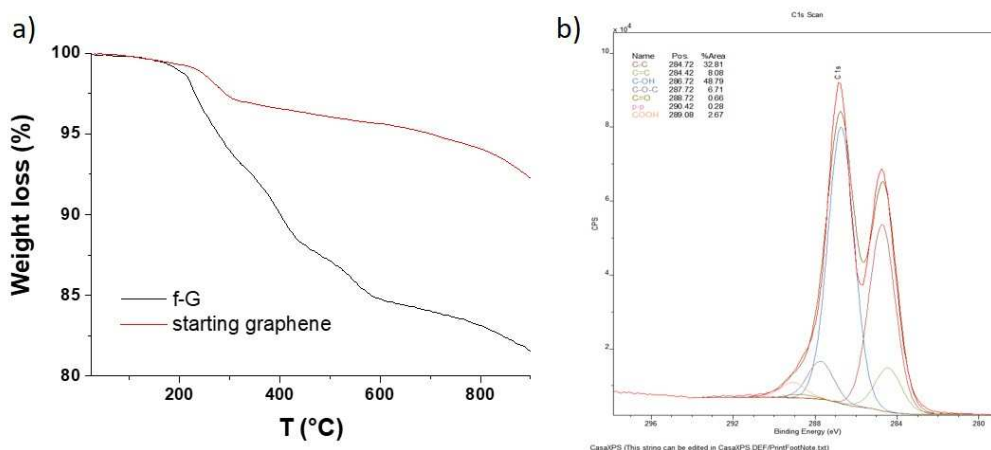 a)
100
95
90
85
80
Weight loss (%)
f-G
starting graphene
200 400 600 800
T (°C)
b)
C1s Scan
x 10⁴
Name Pos. %Area
C-C 284.72 32.81
C=C 284.42 8.08
C-OH 286.72 48.79
C-O-C 287.72 6.71
C=O 288.72 0.66
p-p 290.42 0.28
COOH 289.08 2.67
C 1s
10
8
6
4
2
CPS
296 292 288 284 280
Binding Energy (eV)
CasaXPS (This string can be edited in CasaXPS.DEF/PrintFootNote.txt)